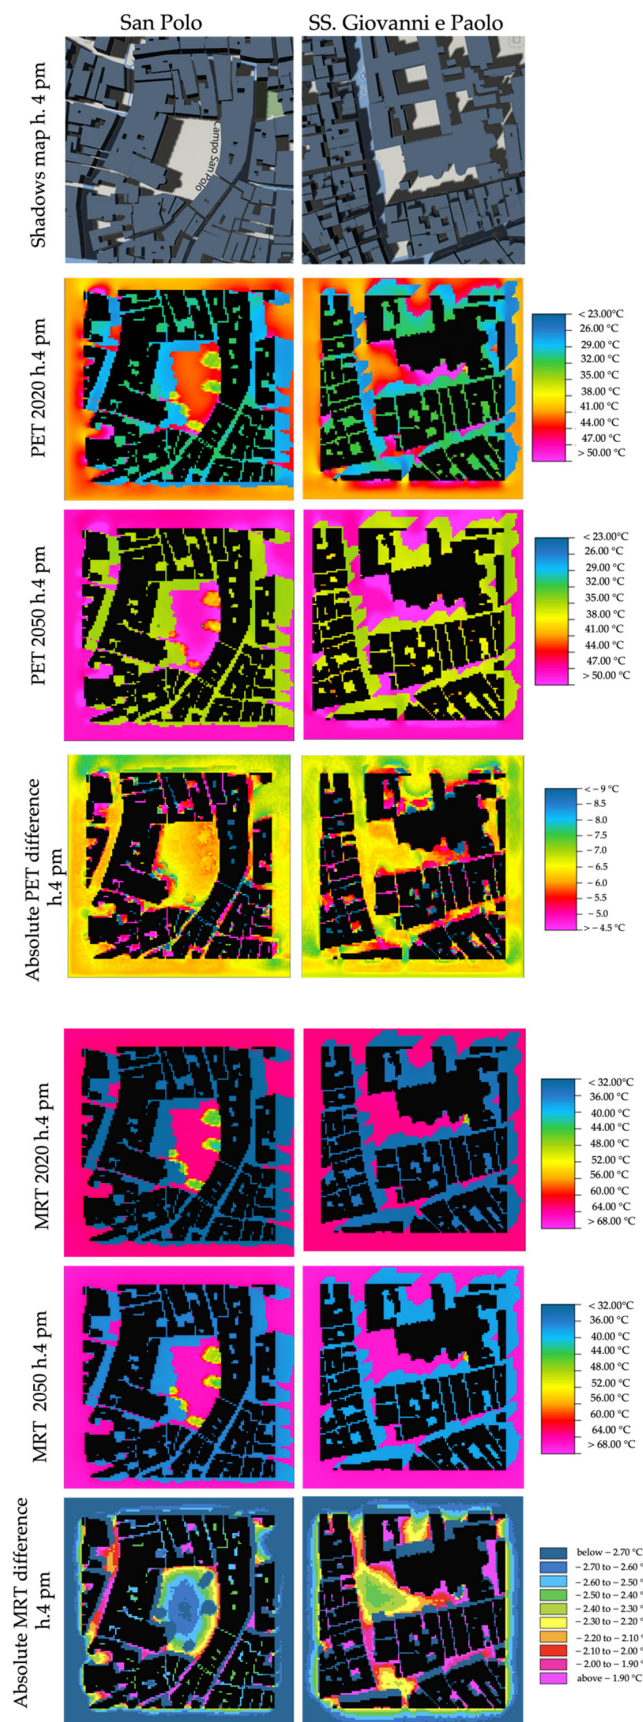 San Polo
SS. Giovanni e Paolo
Shadows map h. 4 pm
Campo San Polo
PET 2020 h.4 pm
< 23.00°C
26.00 °C
29.00 °C
32.00 °C
35.00 °C
38.00 °C
41.00 °C
44.00 °C
47.00 °C
> 50.00 °C
PET 2050 h.4 pm
< 23.00°C
26.00 °C
29.00 °C
32.00 °C
35.00 °C
38.00 °C
41.00 °C
44.00 °C
47.00 °C
> 50.00 °C
Absolute PET difference
h.4 pm
< − 9 °C
− 8.5
− 8.0
− 7.5
− 7.0
− 6.5
− 6.0
− 5.5
− 5.0
> − 4.5 °C
MRT 2020 h.4 pm
< 32.00°C
36.00 °C
40.00 °C
44.00 °C
48.00 °C
52.00 °C
56.00 °C
60.00 °C
64.00 °C
> 68.00 °C
MRT 2050 h.4 pm
< 32.00°C
36.00 °C
40.00 °C
44.00 °C
48.00 °C
52.00 °C
56.00 °C
60.00 °C
64.00 °C
> 68.00 °C
Absolute MRT difference
h.4 pm
below − 2.70 °C
− 2.70 to − 2.60 °
− 2.60 to − 2.50 °
− 2.50 to − 2.40 °
− 2.40 to − 2.30 °
− 2.30 to − 2.20 °
− 2.20 to − 2.10 °
− 2.10 to − 2.00 °
− 2.00 to − 1.90 °
above − 1.90 °C